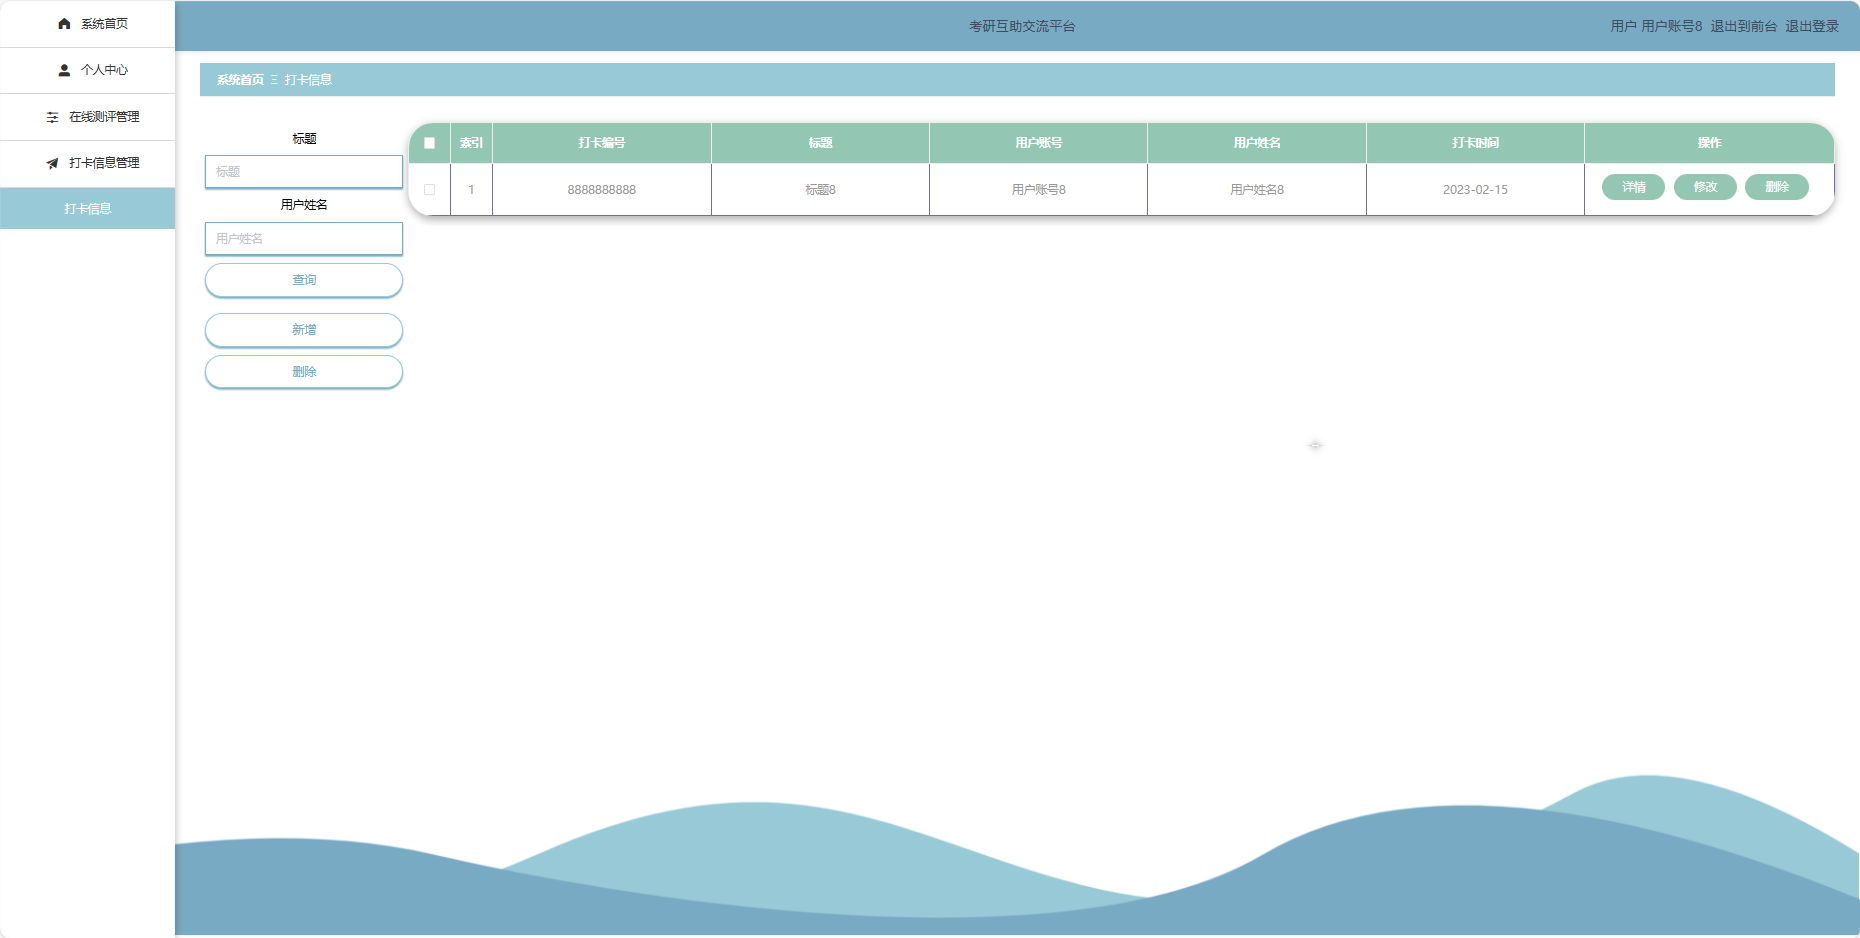 系统首页
个人中心
在线测评管理
打卡信息管理
打卡信息
考研互助交流平台
用户 用户账号8 退出到前台 退出登录
系统首页 Ξ 打卡信息
标题
标题
用户姓名
用户姓名
查询
新增
删除
索引 打卡编号 标题 用户账号 用户姓名 打卡时间 操作
1 8888888888 标题8 用户账号8 用户姓名8 2023-02-15 详情 修改 删除